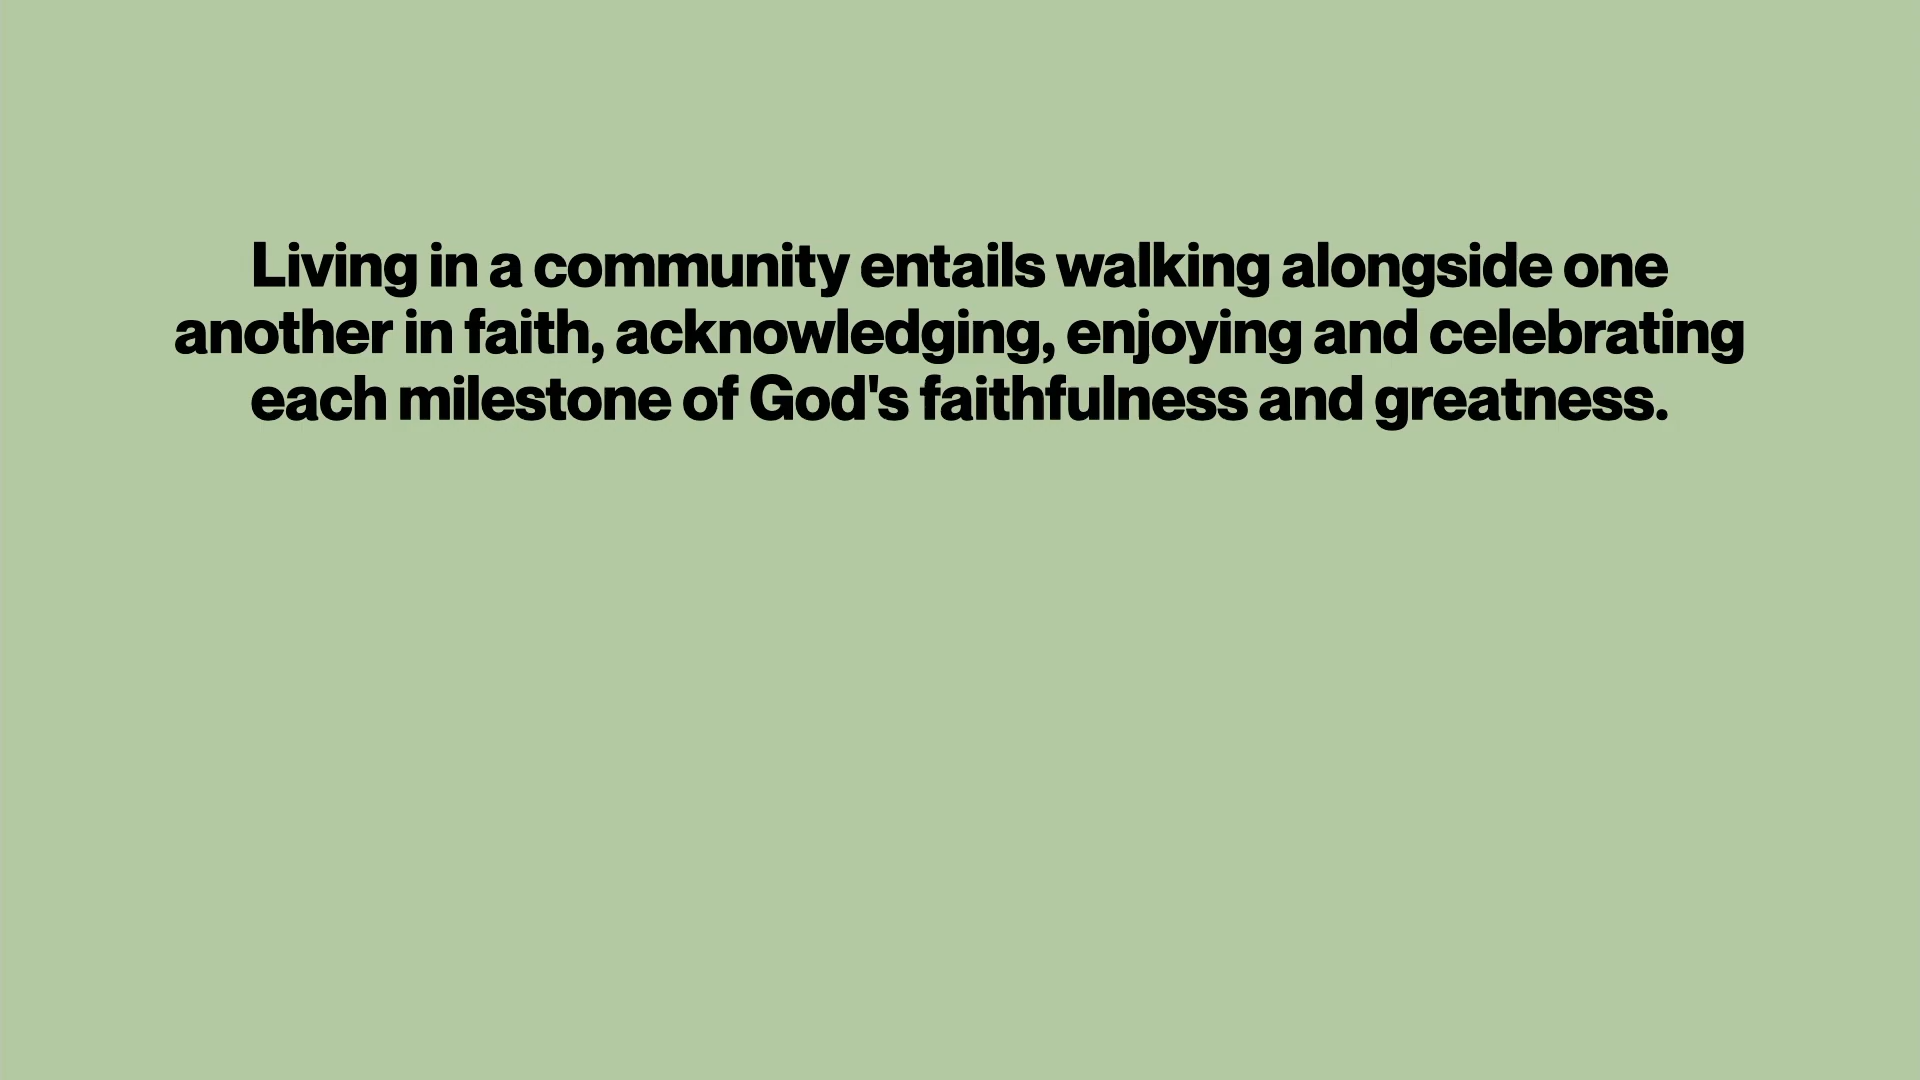 Living in a community entails walking alongside one
another in faith, acknowledging, enjoying and celebrating
each milestone of God's faithfulness and greatness.